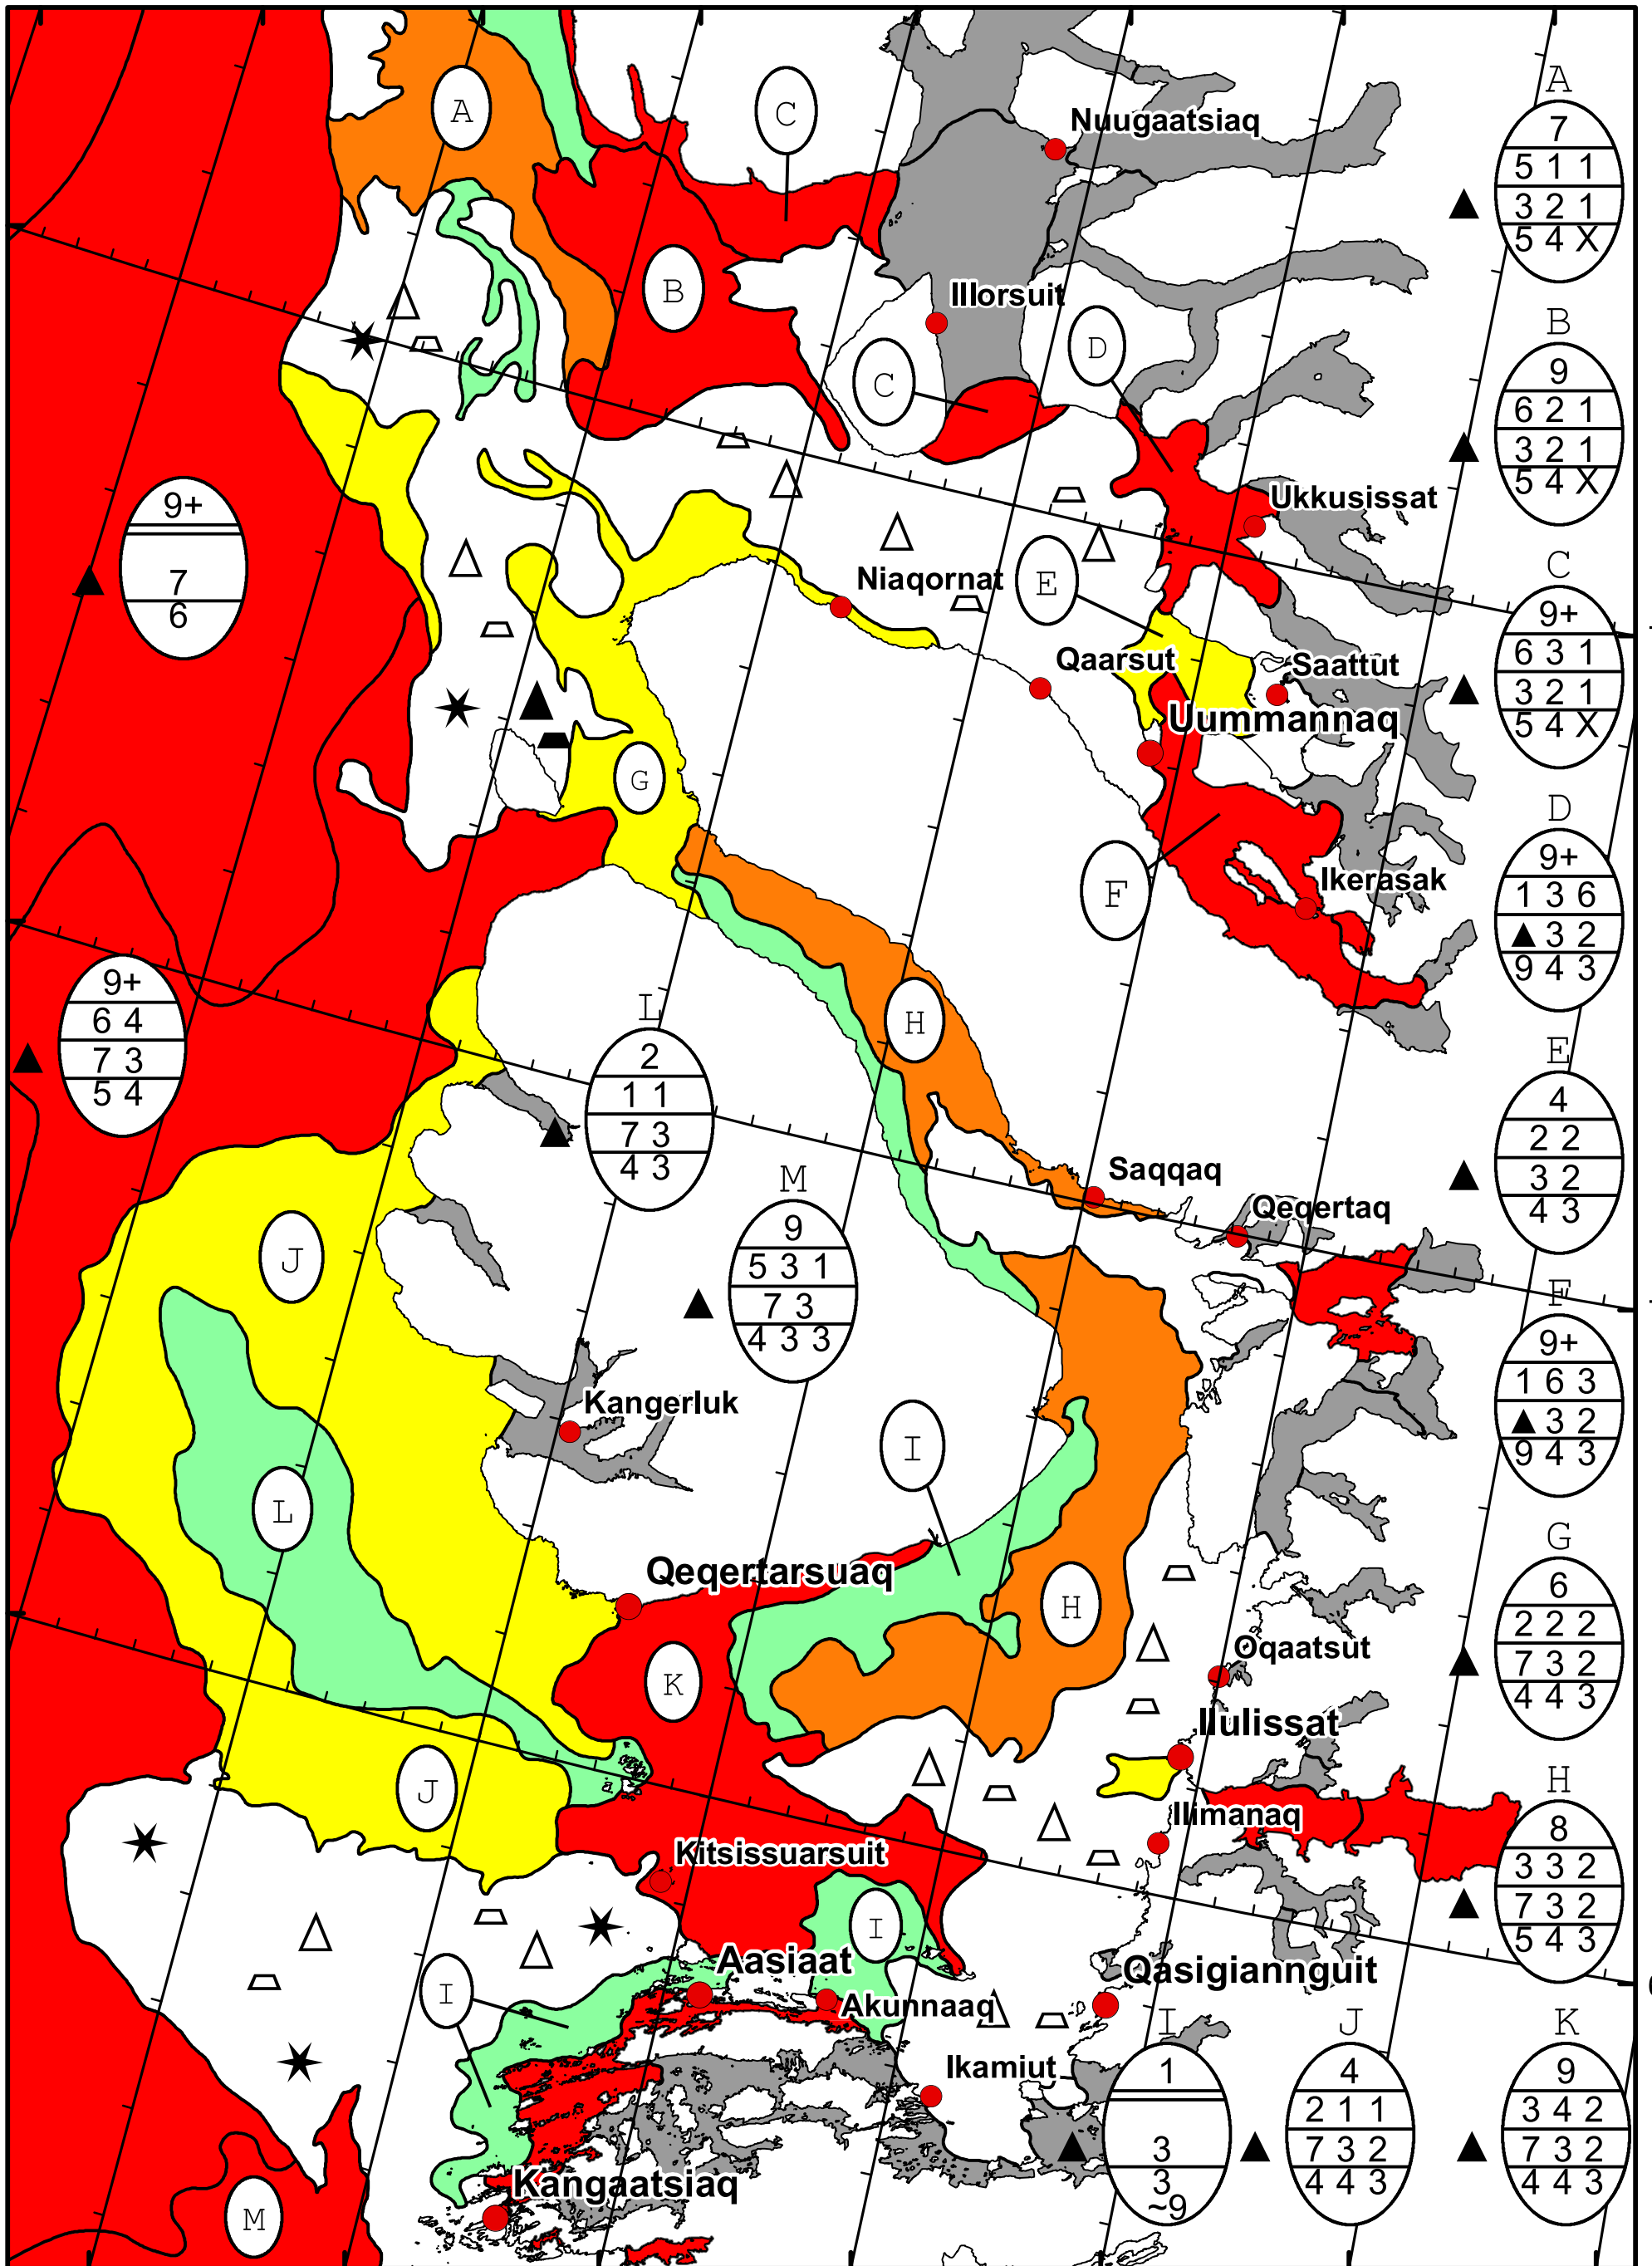 A
C
Nuugaatsiaq
A
7
5 1 1
3 2 1
5 4 X
B
Illorsuit
D
C
B
9
6 2 1
3 2 1
5 4 X
9+
7
6
Ukkusissat
Niaqornat
E
C
9+
6 3 1
3 2 1
5 4 X
Qaarsut
Saattut
Uummannaq
G
D
9+
1 3 6
3 2
9 4 3
F
Ikerasak
9+
6 4
7 3
5 4
L
2
1 1
7 3
4 3
H
E
4
2 2
3 2
4 3
Saqqaq
Qeqertaq
M
9
5 3 1
7 3
4 3 3
J
F
9+
1 6 3
3 2
9 4 3
Kangerluk
I
L
G
6
2 2 2
7 3 2
4 4 3
Qeqertarsuaq
H
K
Oqaatsut
Ilulissat
J
H
8
3 3 2
7 3 2
5 4 3
Ilimanaq
Kitsissuarsuit
I
Aasiaat
Qasigiannguit
I
Akunnaaq
Ikamiut
I
1
3
3
~9
J
4
2 1 1
7 3 2
4 4 3
K
9
3 4 2
7 3 2
4 4 3
Kangaatsiaq
M